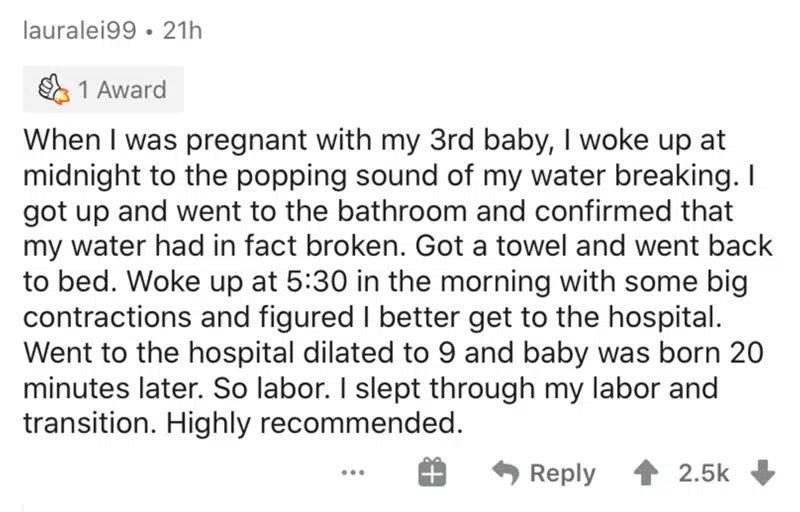 lauralei99 • 21h
1 Award
When I was pregnant with my 3rd baby, I woke up at
midnight to the popping sound of my water breaking. I
got up and went to the bathroom and confirmed that
my water had in fact broken. Got a towel and went back
to bed. Woke up at 5:30 in the morning with some big
contractions and figured I better get to the hospital.
Went to the hospital dilated to 9 and baby was born 20
minutes later. So labor. I slept through my labor and
transition. Highly recommended.
... Reply 2.5k